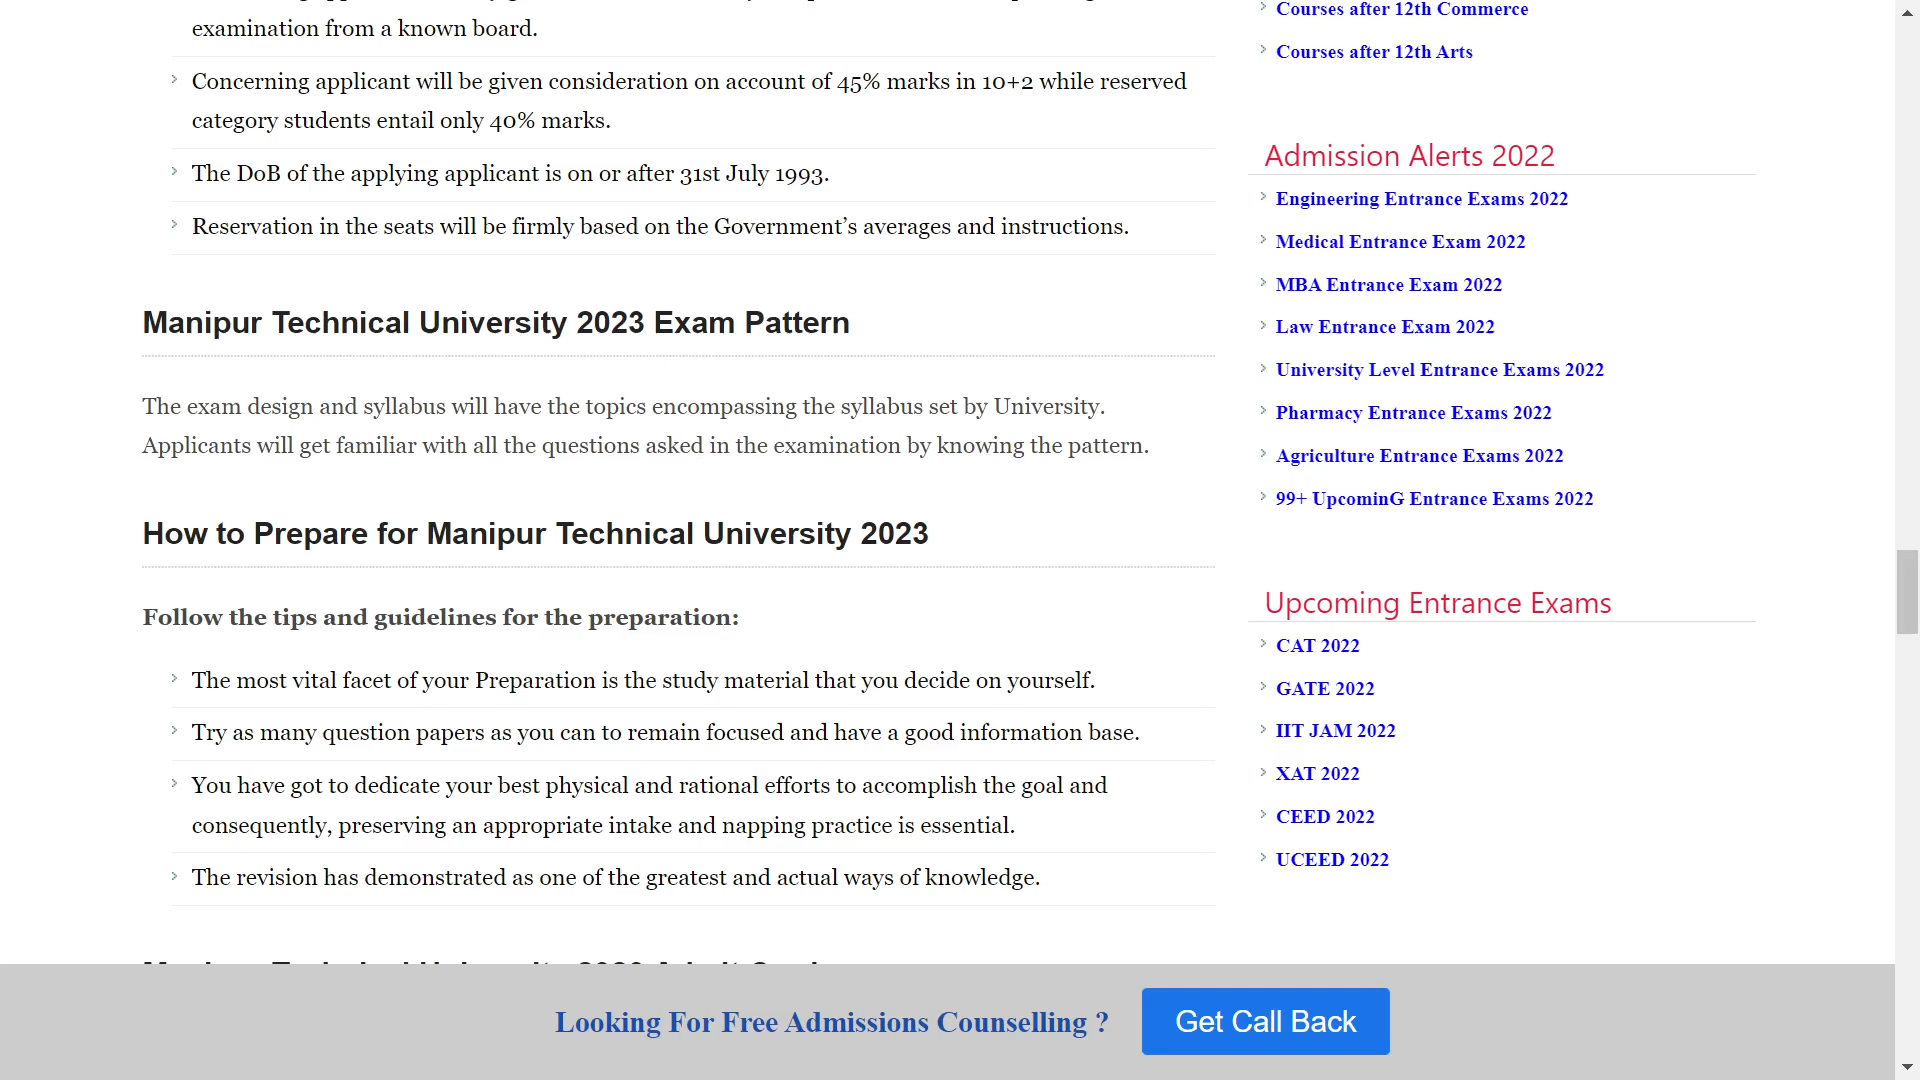 examination from a known board.
Concerning applicant will be given consideration on account of 45% marks in 10+2 while reserved
category students entail only 40% marks.
The DoB of the applying applicant is on or after 31st July 1993.
Reservation in the seats will be firmly based on the Government’s averages and instructions.
Manipur Technical University 2023 Exam Pattern
The exam design and syllabus will have the topics encompassing the syllabus set by University.
Applicants will get familiar with all the questions asked in the examination by knowing the pattern.
How to Prepare for Manipur Technical University 2023
Follow the tips and guidelines for the preparation:
The most vital facet of your Preparation is the study material that you decide on yourself.
Try as many question papers as you can to remain focused and have a good information base.
You have got to dedicate your best physical and rational efforts to accomplish the goal and
consequently, preserving an appropriate intake and napping practice is essential.
The revision has demonstrated as one of the greatest and actual ways of knowledge.
Courses after 12th Commerce
Courses after 12th Arts
Admission Alerts 2022
Engineering Entrance Exams 2022
Medical Entrance Exam 2022
MBA Entrance Exam 2022
Law Entrance Exam 2022
University Level Entrance Exams 2022
Pharmacy Entrance Exams 2022
Agriculture Entrance Exams 2022
99+ UpcominG Entrance Exams 2022
Upcoming Entrance Exams
CAT 2022
GATE 2022
IIT JAM 2022
XAT 2022
CEED 2022
UCEED 2022
Looking For Free Admissions Counselling ?
Get Call Back